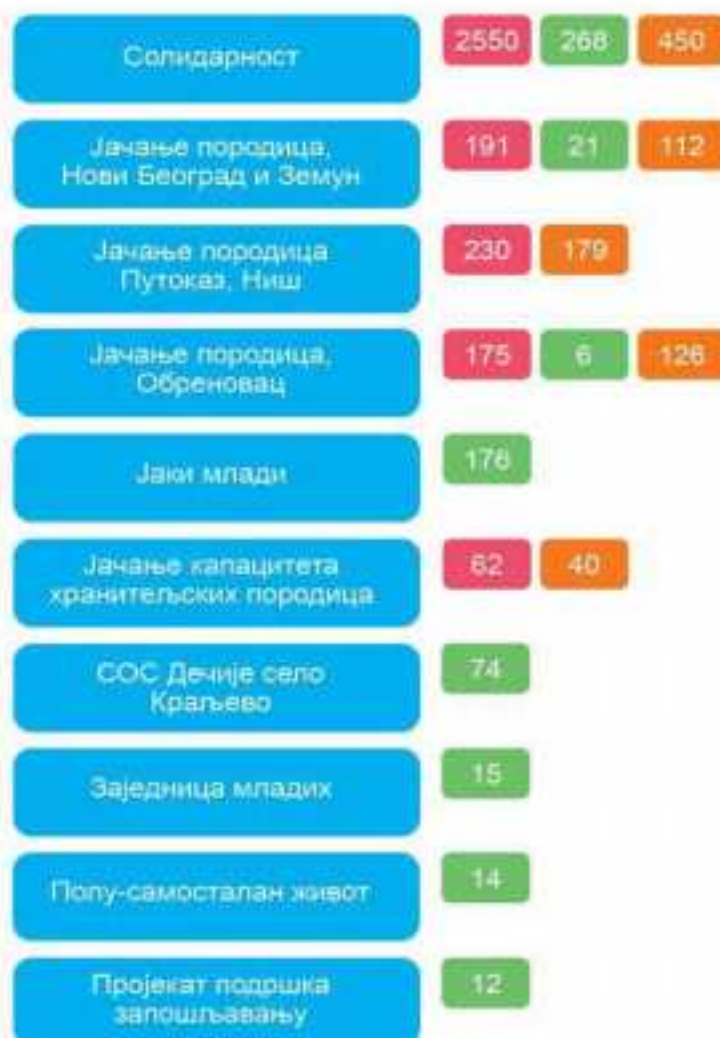 Солидарност
2550 268 450
Јачање породица,
Нови Београд и Земун
191 21 112
Јачање породица
Путоказ, Ниш
230 179
Јачање породица,
Обреновац
175 6 126
Јаки млади
176
Јачање капацитета
хранитељских породица
62 40
СОС Дечије село
Краљево
74
Заједница младих
15
Полу-самосталан живот
14
Пројекат подршка
запошљавању
12